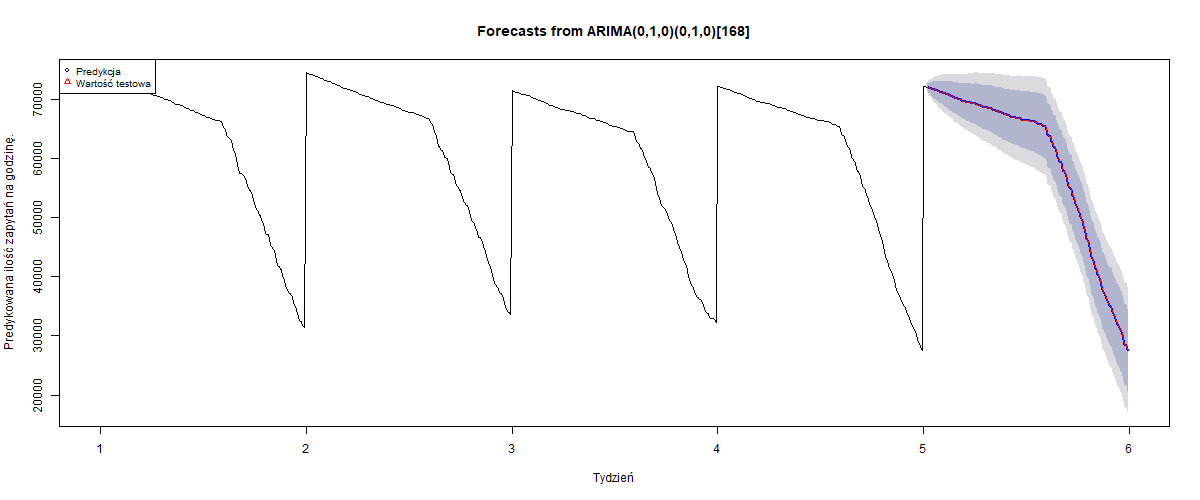 Forecasts from ARIMA(0,1,0)(0,1,0)[168]
Predykcja
Wartość testowa
Predykowana ilość zapytań na godzinę.
70000
60000
50000
40000
30000
20000
1 2 3 4 5 6
Tydzień